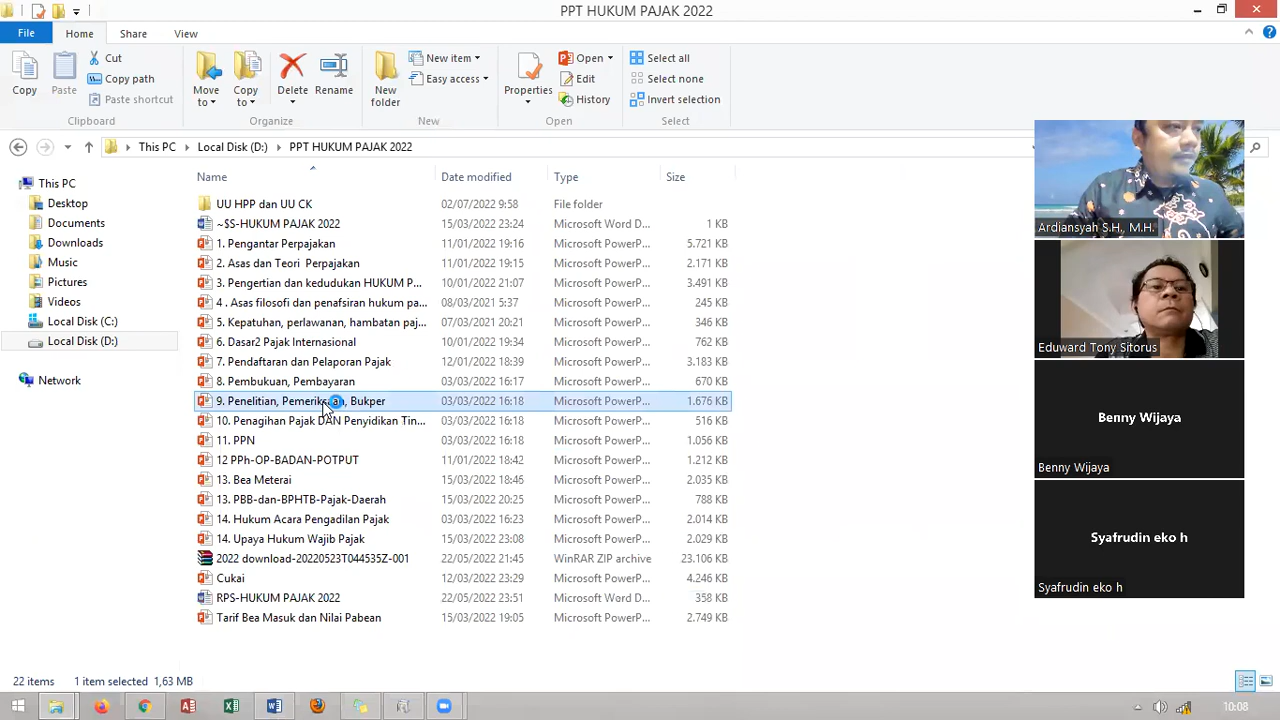 PPT HUKUM PAJAK 2022
File Home Share View
Copy Paste Cut Copy path Paste shortcut
Clipboard
Move to Copy to Delete Rename
Organize
New folder New item Easy access
New
Properties Open Edit History
Open
Select all
Select none
Invert selection
Select
This PC Local Disk (D:) PPT HUKUM PAJAK 2022
This PC
Desktop
Documents
Downloads
Music
Pictures
Videos
Local Disk (C:)
Local Disk (D:)
Network
Name Date modified Type Size
UU HPP dan UU CK 02/07/2022 9:58 File folder
~$S-HUKUM PAJAK 2022 15/03/2022 23:24 Microsoft Word D... 1 KB
1. Pengantar Perpajakan 11/01/2022 19:16 Microsoft PowerP... 5.721 KB
2. Asas dan Teori Perpajakan 11/01/2022 19:15 Microsoft PowerP... 2.171 KB
3. Pengertian dan kedudukan HUKUM P... 10/01/2022 21:07 Microsoft PowerP... 3.491 KB
4 . Asas filosofi dan penafsiran hukum pa... 08/03/2021 5:37 Microsoft PowerP... 245 KB
5. Kepatuhan, perlawanan, hambatan paj... 07/03/2021 20:21 Microsoft PowerP... 346 KB
6. Dasar2 Pajak Internasional 10/01/2022 19:34 Microsoft PowerP... 762 KB
7. Pendaftaran dan Pelaporan Pajak 12/01/2022 18:39 Microsoft PowerP... 3.183 KB
8. Pembukuan, Pembayaran 03/03/2022 16:17 Microsoft PowerP... 670 KB
9. Penelitian, Pemeriksaan, Bukper 03/03/2022 16:18 Microsoft PowerP... 1.676 KB
10. Penagihan Pajak DAN Penyidikan Tin... 03/03/2022 16:18 Microsoft PowerP... 516 KB
11. PPN 03/03/2022 16:18 Microsoft PowerP... 1.056 KB
12 PPh-OP-BADAN-POTPUT 11/01/2022 18:42 Microsoft PowerP... 1.212 KB
13. Bea Meterai 15/03/2022 18:46 Microsoft PowerP... 2.035 KB
13. PBB-dan-BPHTB-Pajak-Daerah 15/03/2022 20:25 Microsoft PowerP... 788 KB
14. Hukum Acara Pengadilan Pajak 03/03/2022 16:23 Microsoft PowerP... 2.014 KB
14. Upaya Hukum Wajib Pajak 15/03/2022 23:08 Microsoft PowerP... 2.029 KB
2022 download-20220523T044535Z-001 22/05/2022 21:45 WinRAR ZIP archive 23.106 KB
Cukai 12/03/2022 23:29 Microsoft PowerP... 4.246 KB
RPS-HUKUM PAJAK 2022 22/05/2022 23:51 Microsoft Word D... 358 KB
Tarif Bea Masuk dan Nilai Pabean 15/03/2022 19:05 Microsoft PowerP... 2.749 KB
Ardiansyah S.H., M.H.
Eduward Tony Sitorus
Benny Wijaya
Benny Wijaya
Syafrudin eko h
Syafrudin eko h
22 items 1 item selected 1,63 MB
10:08